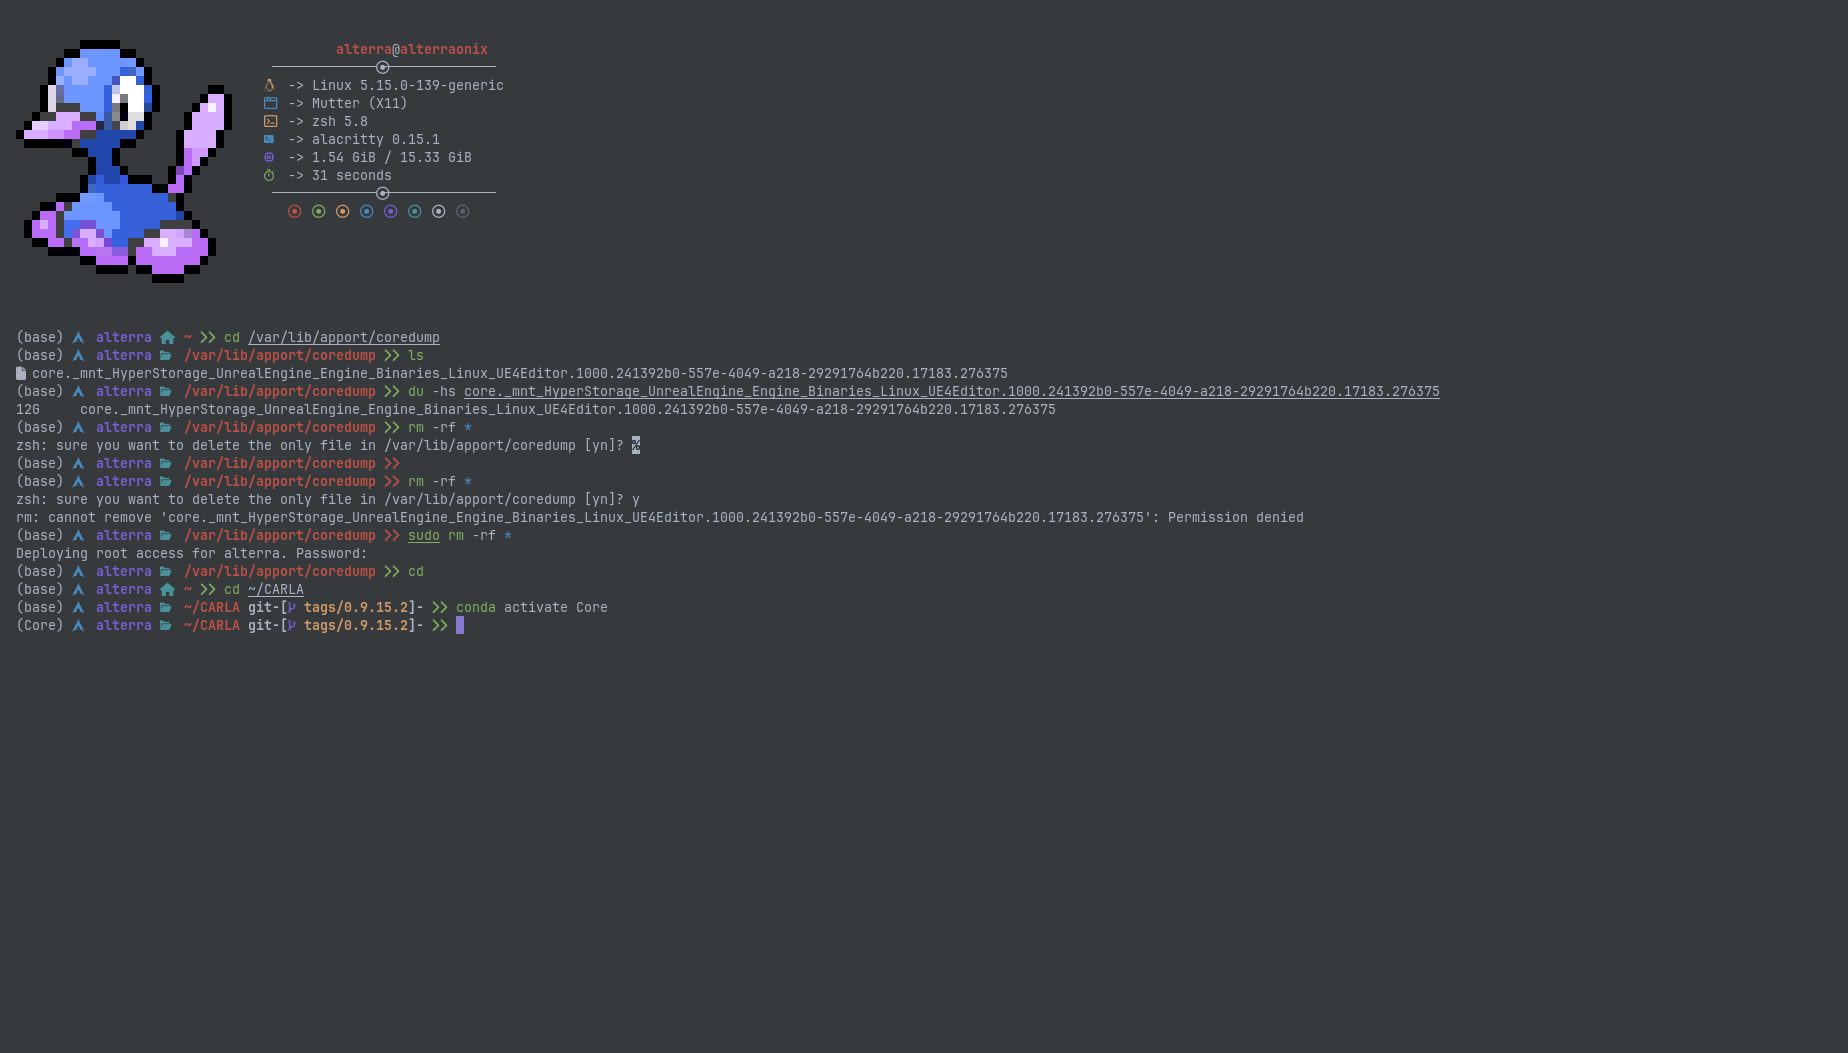 alterra@alterraonix
-> Linux 5.15.0-139-generic
-> Mutter (X11)
-> zsh 5.8
-> alacritty 0.15.1
-> 1.54 GiB / 15.33 GiB
-> 31 seconds
(base) alterra ~ >> cd /var/lib/apport/coredump
(base) alterra /var/lib/apport/coredump >> ls
core._mnt_HyperStorage_UnrealEngine_Engine_Binaries_Linux_UE4Editor.1000.241392b0-557e-4049-a218-29291764b220.17183.276375
(base) alterra /var/lib/apport/coredump >> du -hs core._mnt_HyperStorage_UnrealEngine_Engine_Binaries_Linux_UE4Editor.1000.241392b0-557e-4049-a218-29291764b220.17183.276375
12G     core._mnt_HyperStorage_UnrealEngine_Engine_Binaries_Linux_UE4Editor.1000.241392b0-557e-4049-a218-29291764b220.17183.276375
(base) alterra /var/lib/apport/coredump >> rm -rf *
zsh: sure you want to delete the only file in /var/lib/apport/coredump [yn]? %
(base) alterra /var/lib/apport/coredump >>
(base) alterra /var/lib/apport/coredump >> rm -rf *
zsh: sure you want to delete the only file in /var/lib/apport/coredump [yn]? y
rm: cannot remove 'core._mnt_HyperStorage_UnrealEngine_Engine_Binaries_Linux_UE4Editor.1000.241392b0-557e-4049-a218-29291764b220.17183.276375': Permission denied
(base) alterra /var/lib/apport/coredump >> sudo rm -rf *
Deploying root access for alterra. Password:
(base) alterra /var/lib/apport/coredump >> cd
(base) alterra ~ >> cd ~/CARLA
(base) alterra ~/CARLA git-[ tags/0.9.15.2]- >> conda activate Core
(Core) alterra ~/CARLA git-[ tags/0.9.15.2]- >>